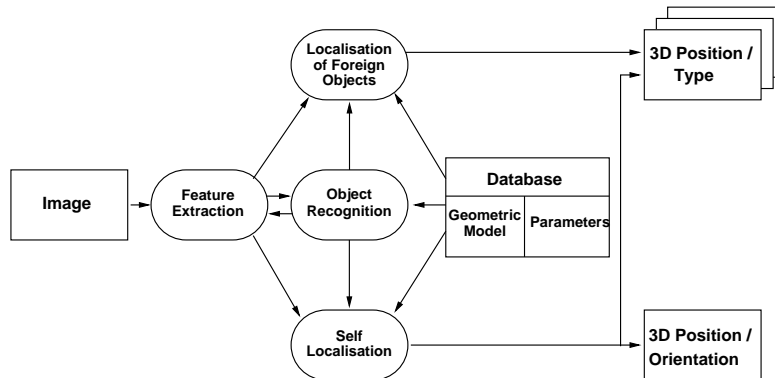 Localisation
of Foreign
Objects
3D Position /
Type
Image
Feature
Extraction
Object
Recognition
Database
Geometric
Model
Parameters
Self
Localisation
3D Position /
Orientation